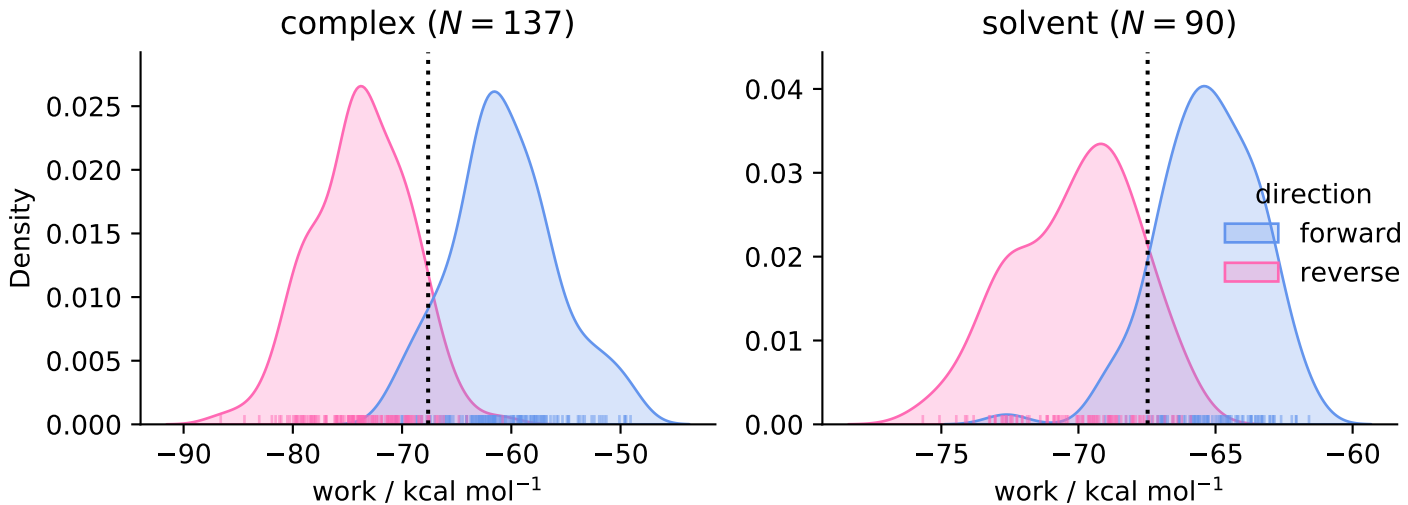 complex (N = 137)
Density
0.025
0.020
0.015
0.010
0.005
0.000
−90 −80 −70 −60 −50
work / kcal mol⁻¹
solvent (N = 90)
0.04
0.03
0.02
0.01
0.00
−75 −70 −65 −60
work / kcal mol⁻¹
direction
forward
reverse